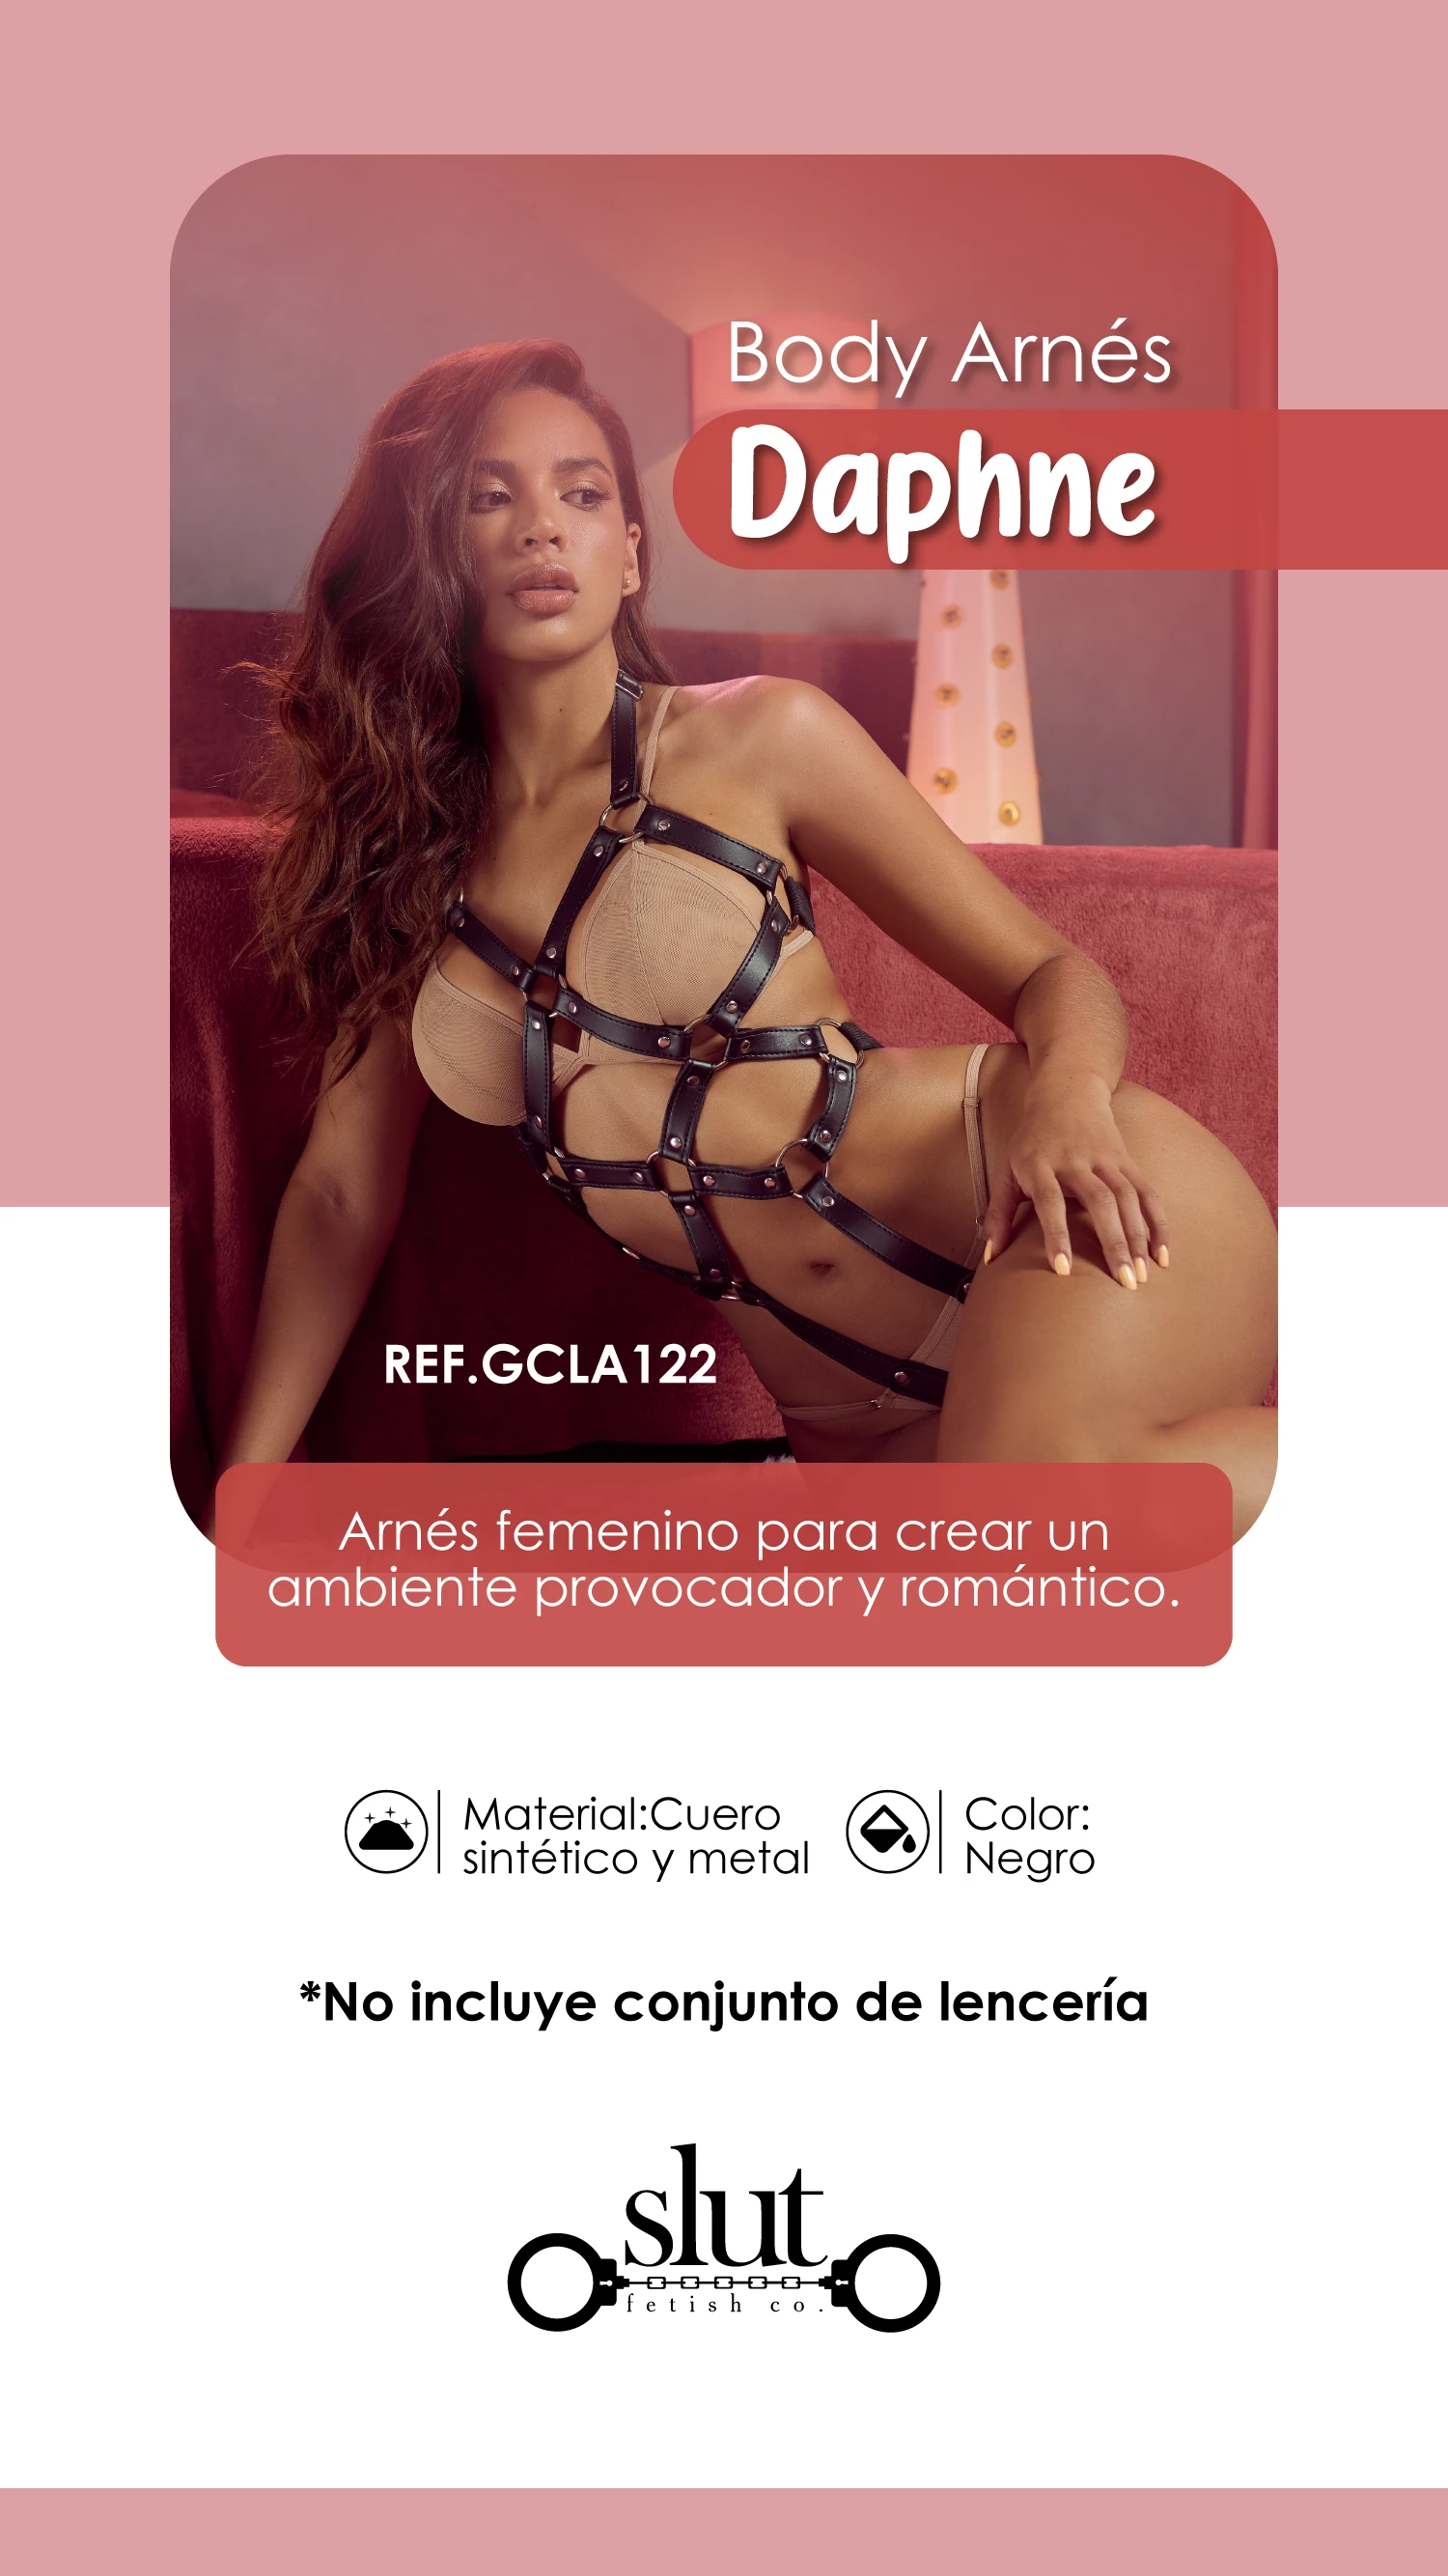 Body Arnés
Daphne
REF.GCLA122
Arnés femenino para crear un
ambiente provocador y romántico.
Material:Cuero
sintético y metal
Color:
Negro
*No incluye conjunto de lencería
slut
fetish co.